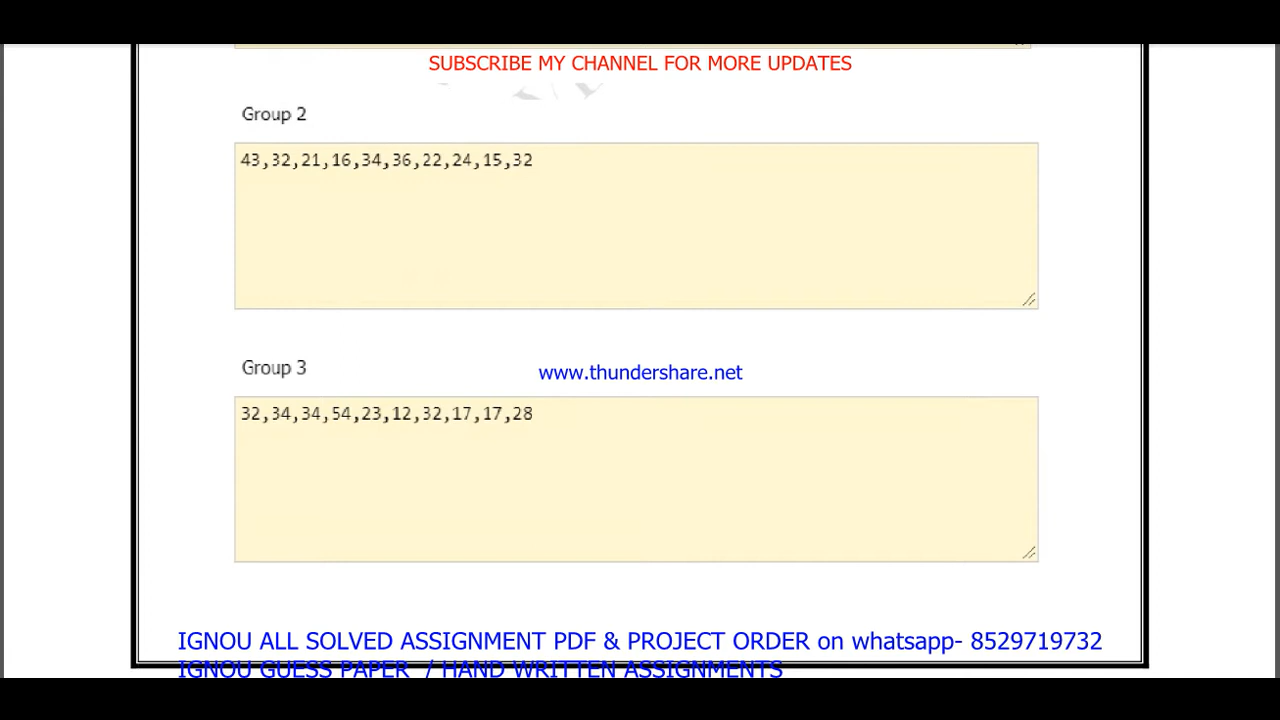 SUBSCRIBE MY CHANNEL FOR MORE UPDATES
Group 2
43,32,21,16,34,36,22,24,15,32
Group 3
www.thundershare.net
32,34,34,54,23,12,32,17,17,28
IGNOU ALL SOLVED ASSIGNMENT PDF & PROJECT ORDER on whatsapp- 8529719732
IGNOU GUESS PAPER / HAND WRITTEN ASSIGNMENTS